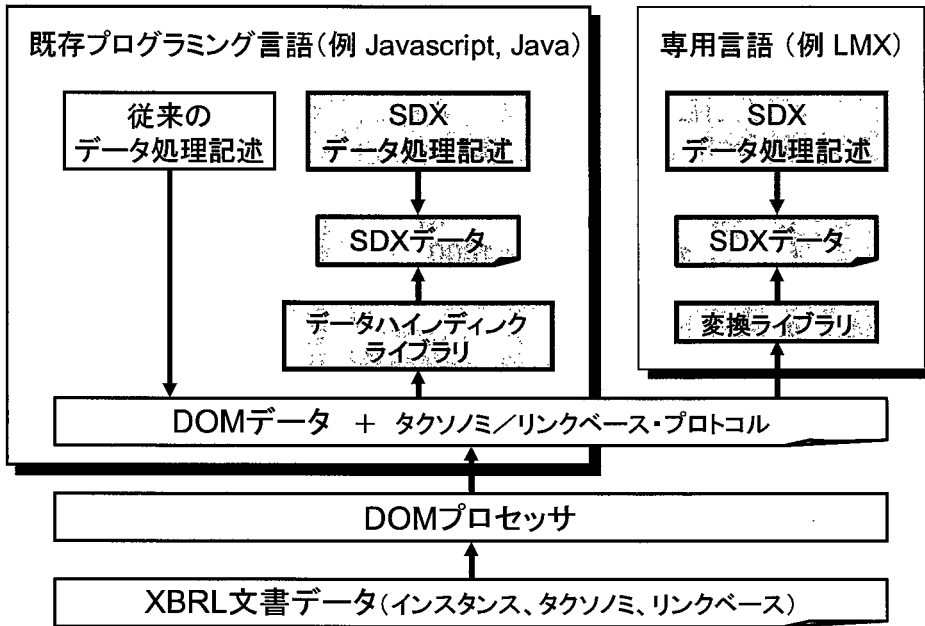 既存プログラミング言語(例 Javascript, Java)
従来の
データ処理記述
SDX
データ処理記述
SDXデータ
データハインディンク
ライブラリ
専用言語 (例 LMX)
SDX
データ処理記述
SDXデータ
変換ライブラリ
DOMデータ + タクソノミ/リンクベース・プロトコル
DOMプロセッサ
XBRL文書データ(インスタンス、タクソノミ、リンクベース)